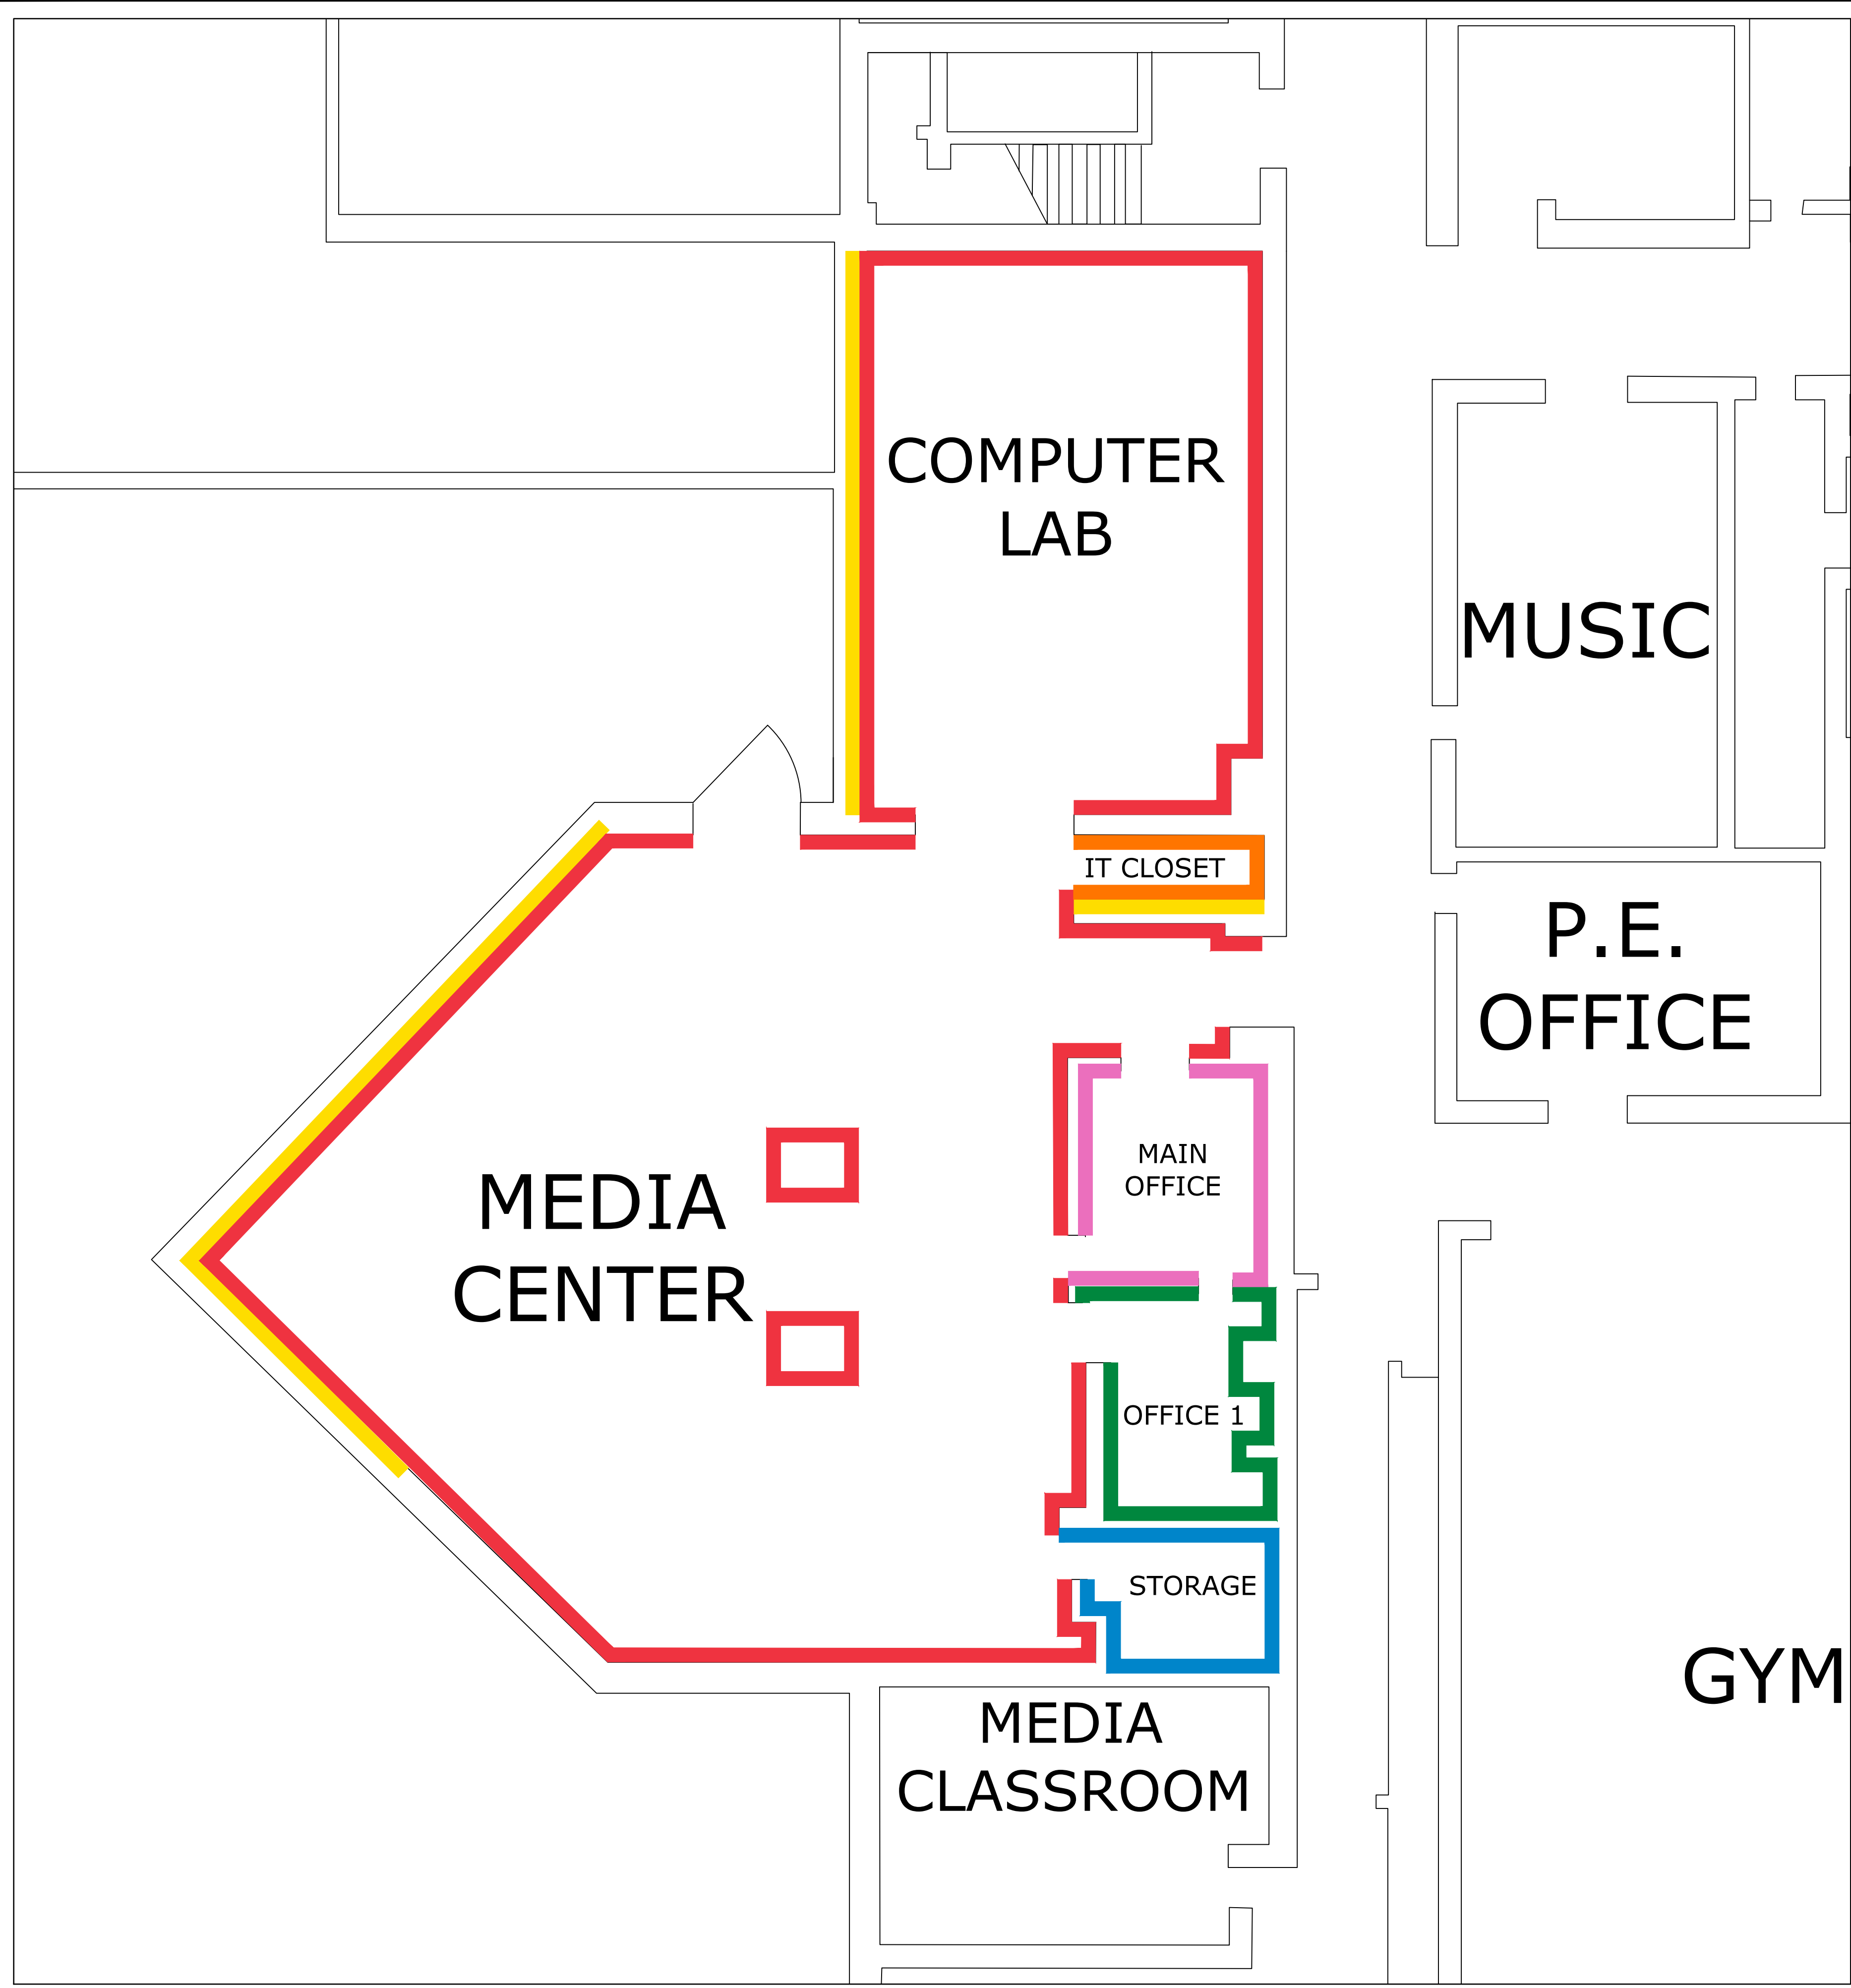 COMPUTER
LAB
MUSIC
IT CLOSET
P.E.
OFFICE
MAIN
OFFICE
MEDIA
CENTER
OFFICE 1
STORAGE
GYM
MEDIA
CLASSROOM